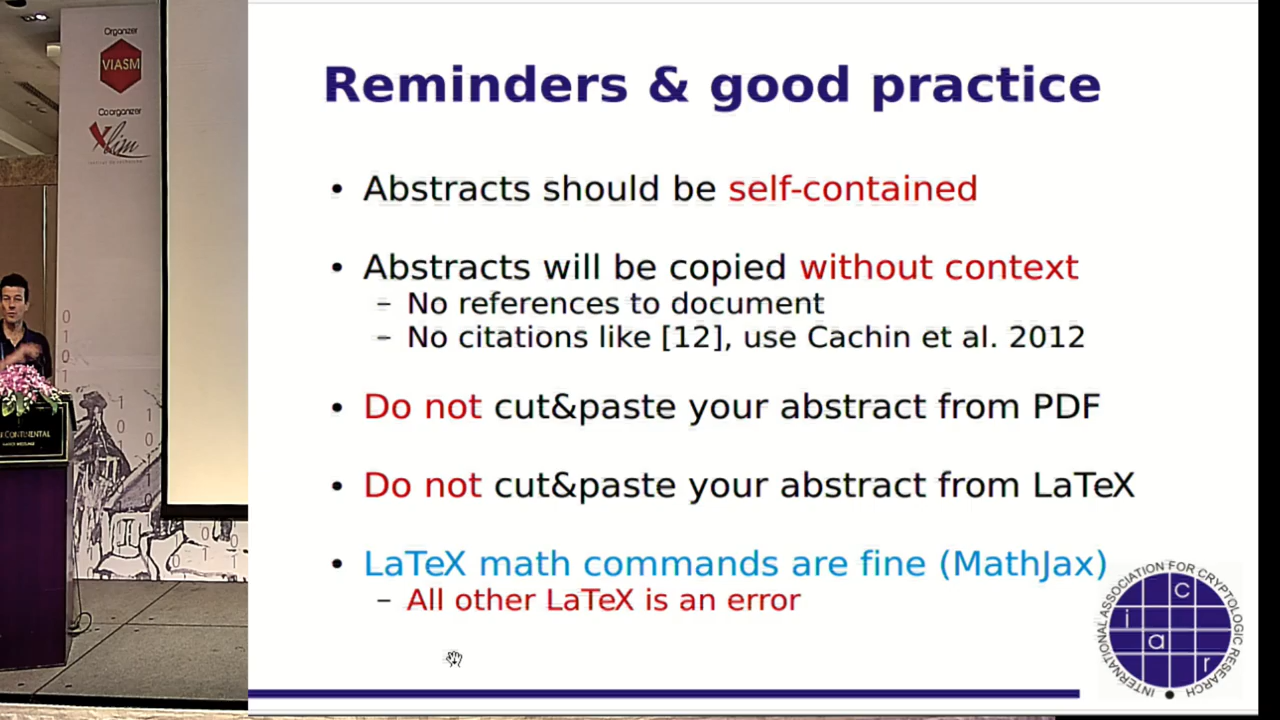 Organizer
VIASM
Co organizer
Xlim
Reminders & good practice
• Abstracts should be self-contained
• Abstracts will be copied without context
– No references to document
– No citations like [12], use Cachin et al. 2012
• Do not cut&paste your abstract from PDF
• Do not cut&paste your abstract from LaTeX
• LaTeX math commands are fine (MathJax)
– All other LaTeX is an error
INTERNATIONAL ASSOCIATION FOR CRYPTOLOGIC RESEARCH
i a c r
CONTINENTAL